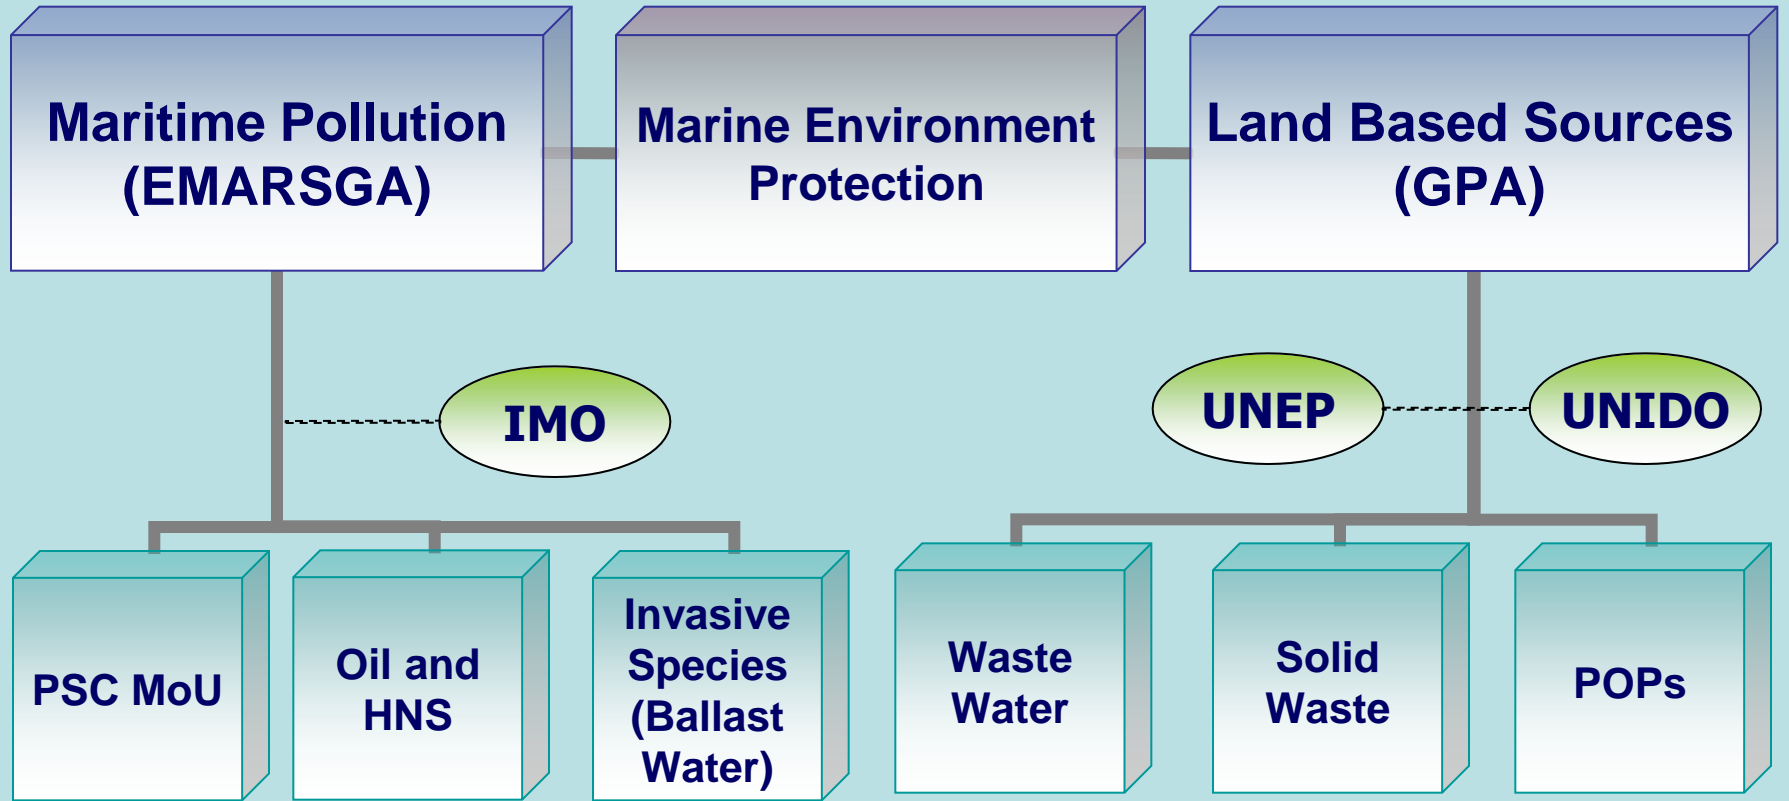 Maritime Pollution
(EMARSGA)
Marine Environment
Protection
Land Based Sources
(GPA)
IMO
UNEP
UNIDO
PSC MoU
Oil and
HNS
Invasive
Species
(Ballast
Water)
Waste
Water
Solid
Waste
POPs